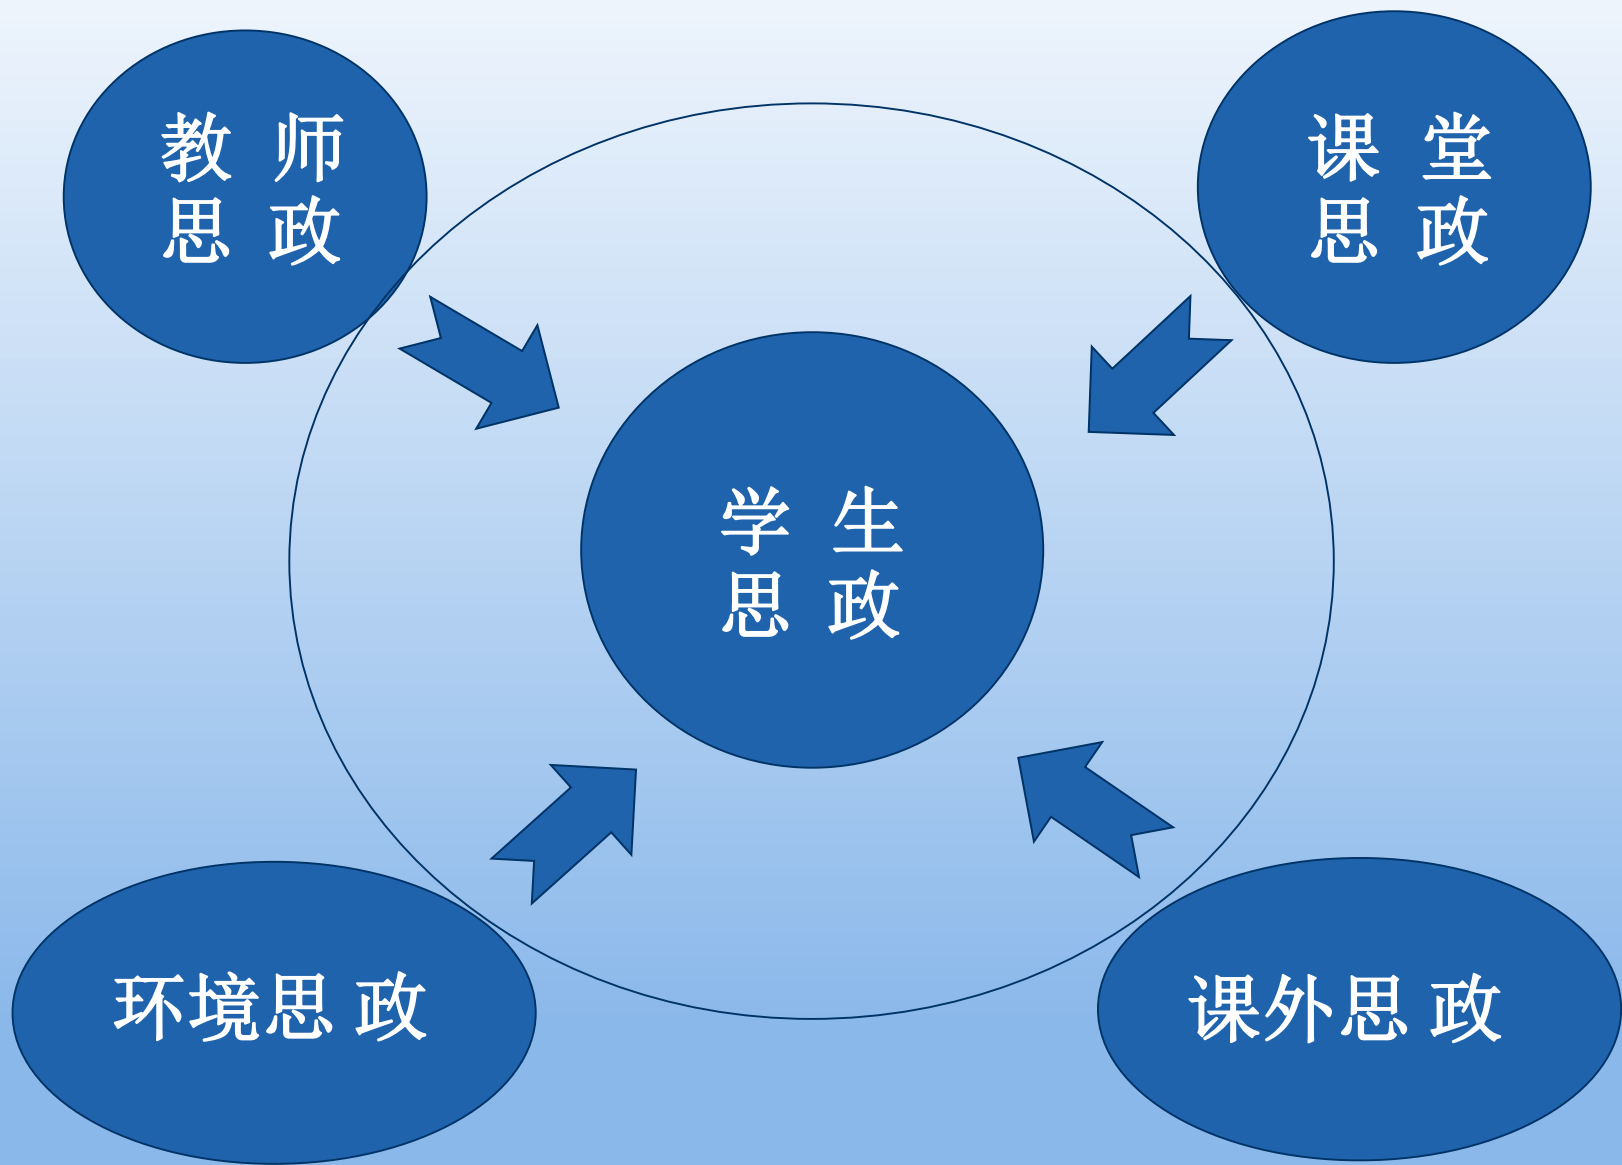 教 师
思 政
课 堂
思 政
学 生
思 政
环境思 政
课外思 政